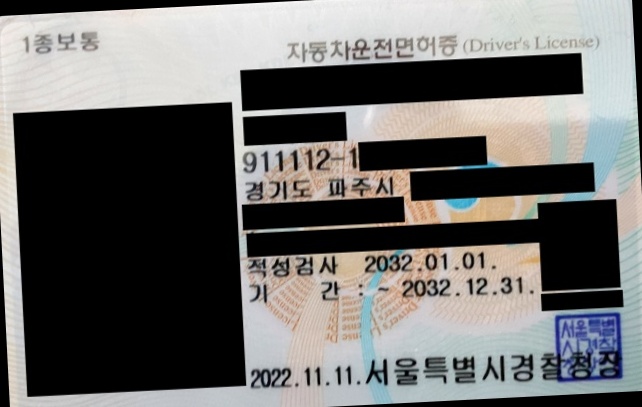 1종보통
자동차운전면허증 (Driver's License)
911112-1
경기도 파주시
적성검사 2032.01.01.
기 간 : ~ 2032.12.31.
2022.11.11. 서울특별시경찰청장